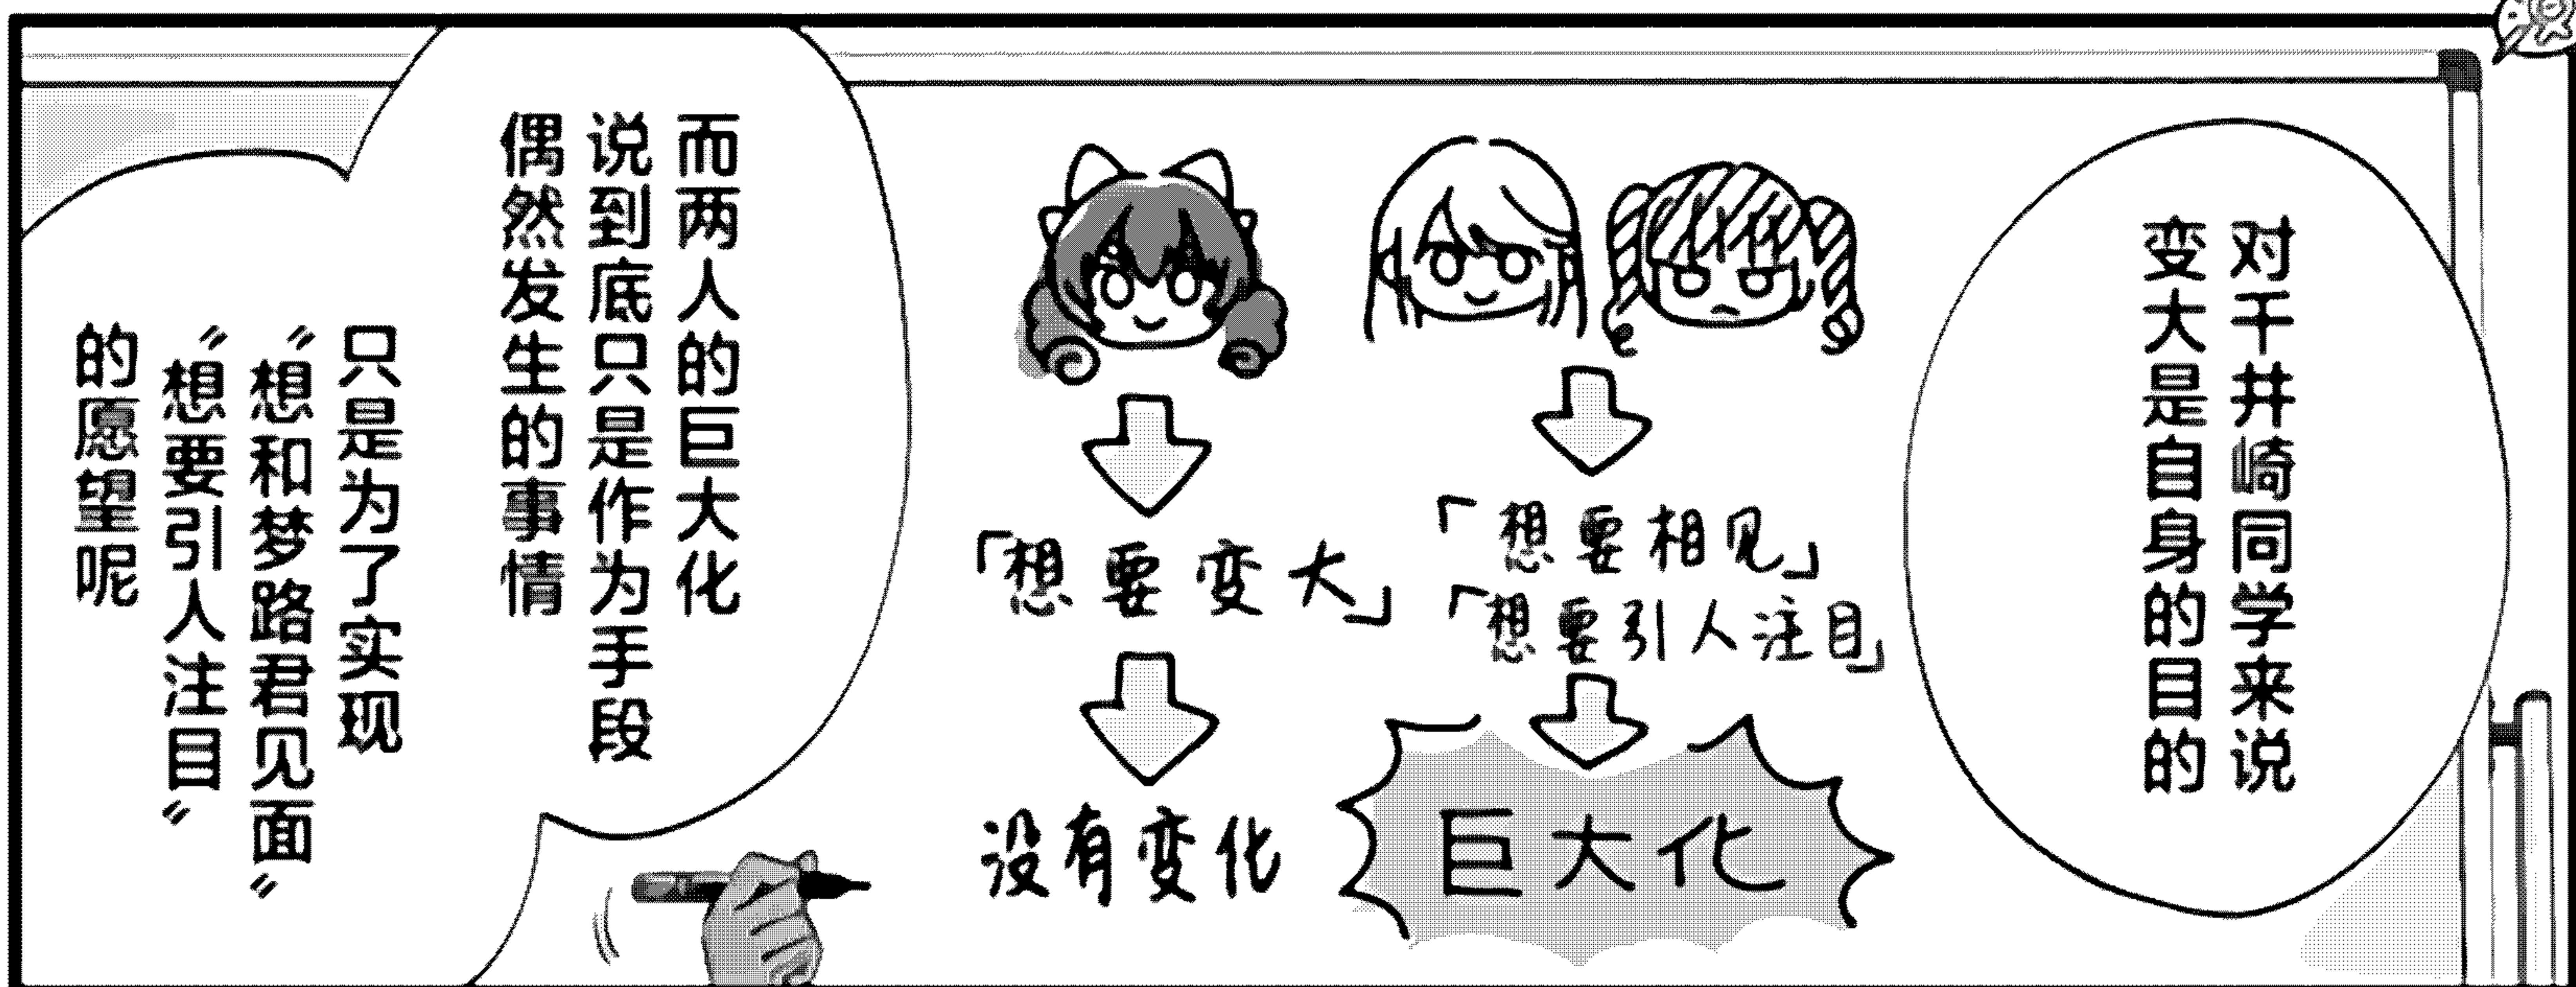 对千井崎同学来说
变大是自身的目的
「想要相见」
「想要引人注目」
巨大化
「想要变大」
没有变化
而两人的巨大化
说到底只是作为手段
偶然发生的事情
只是为了实现
“想和梦路君见面”
“想要引人注目”
的愿望呢